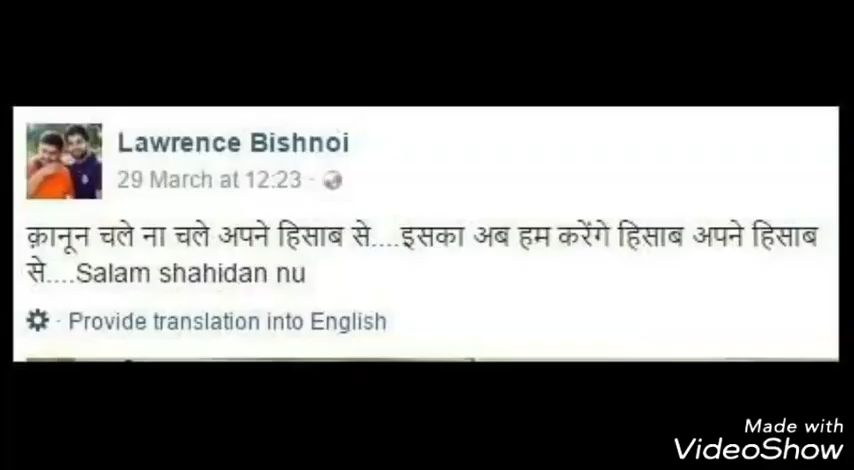 Lawrence Bishnoi
29 March at 12:23 ·
क़ानून चले ना चले अपने हिसाब से....इसका अब हम करेंगे हिसाब अपने हिसाब
से....Salam shahidan nu
· Provide translation into English
Made with
VideoShow